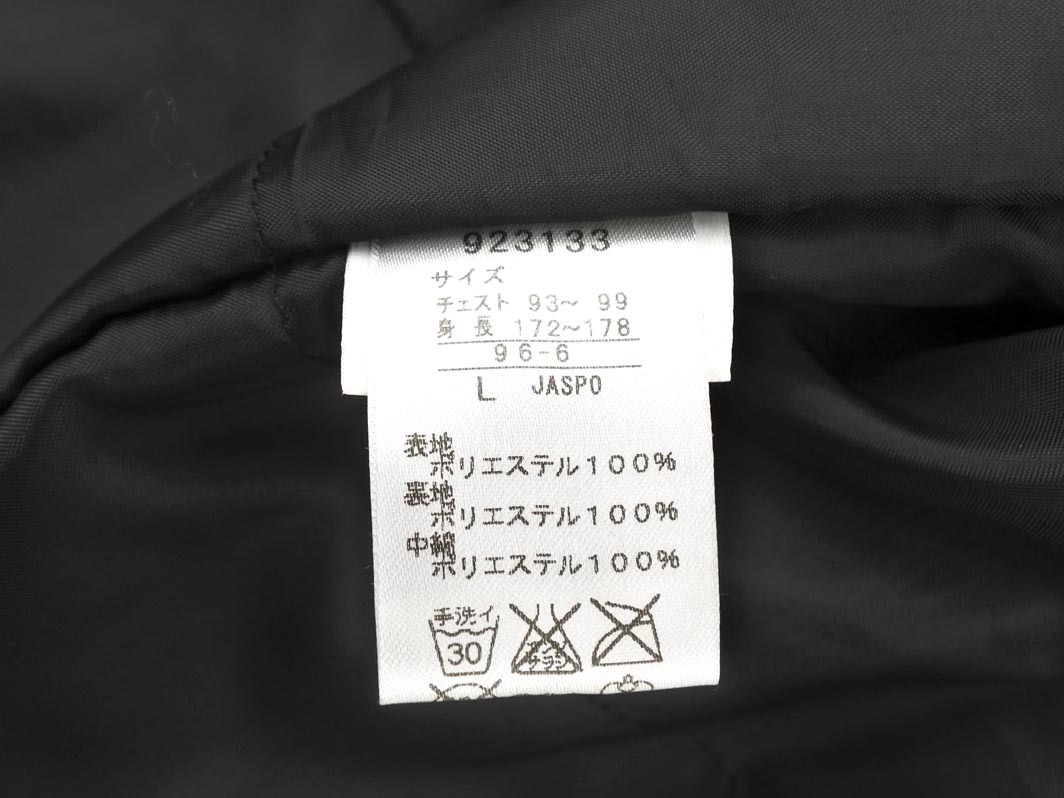 923133
サイズ
チェスト 93～ 99
身 長 172～178
96-6
L JASPO
表地
ポリエステル100%
裏地
ポリエステル100%
中綿
ポリエステル100%
手洗イ
30